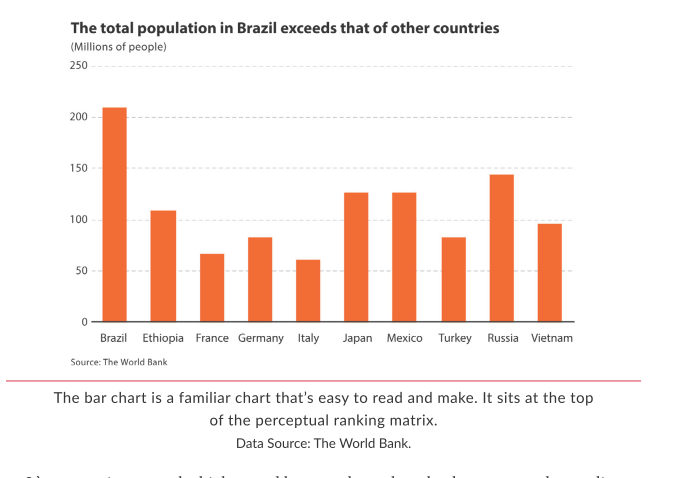 The total population in Brazil exceeds that of other countries
(Millions of people)
250
200
150
100
50
0
Brazil Ethiopia France Germany Italy Japan Mexico Turkey Russia Vietnam
Source: The World Bank
The bar chart is a familiar chart that's easy to read and make. It sits at the top
of the perceptual ranking matrix.
Data Source: The World Bank.